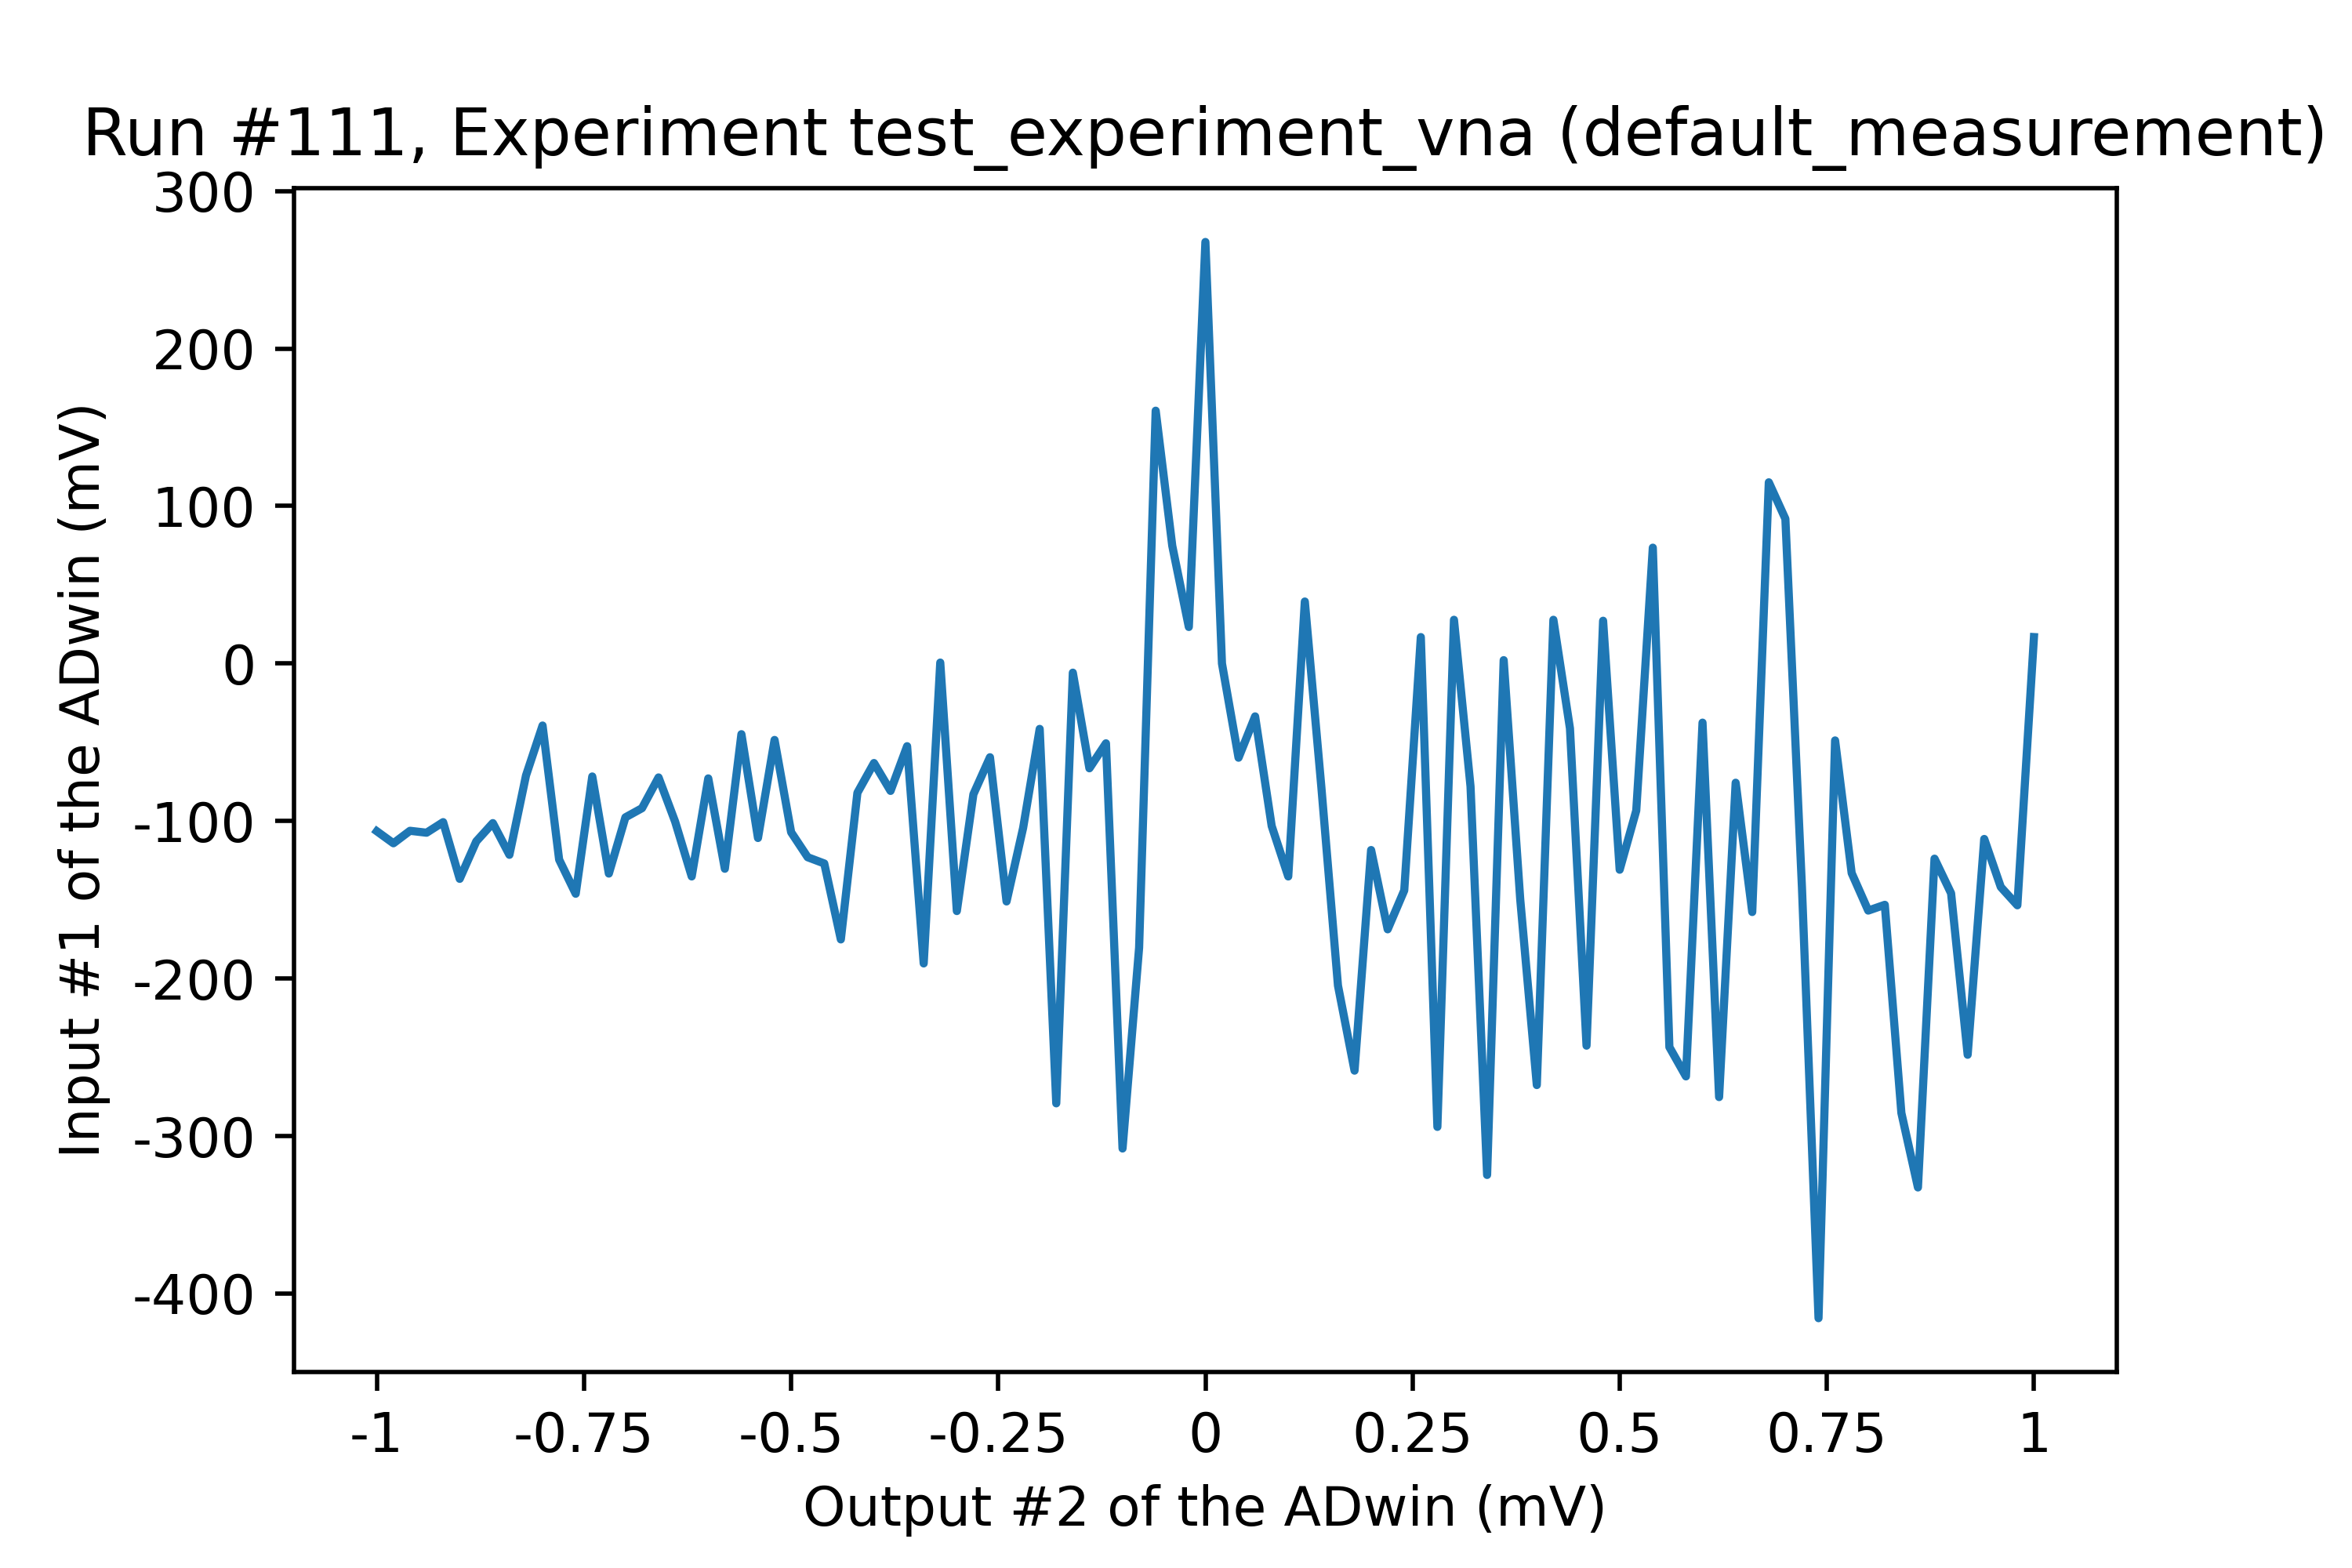 Run #111, Experiment test_experiment_vna (default_measurement)
300
200
100
0
-100
-200
-300
-400
Input #1 of the ADwin (mV)
-1 -0.75 -0.5 -0.25 0 0.25 0.5 0.75 1
Output #2 of the ADwin (mV)